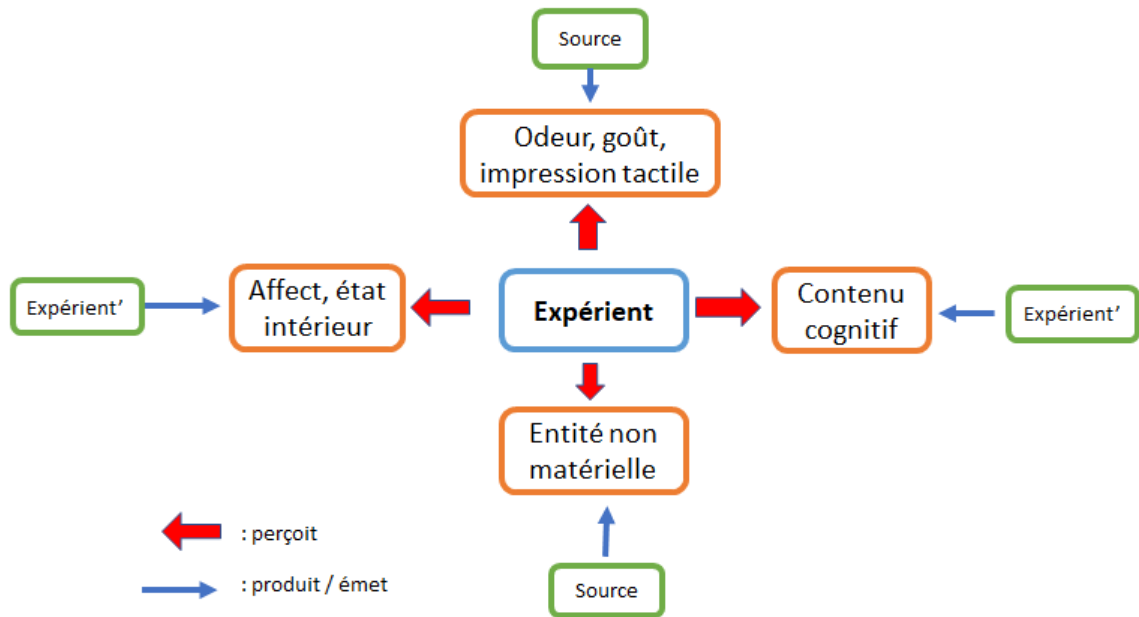 Source
Odeur, goût,
impression tactile
Expérient’
Affect, état
intérieur
Expérient
Contenu
cognitif
Expérient’
Entité non
matérielle
: perçoit
: produit / émet
Source